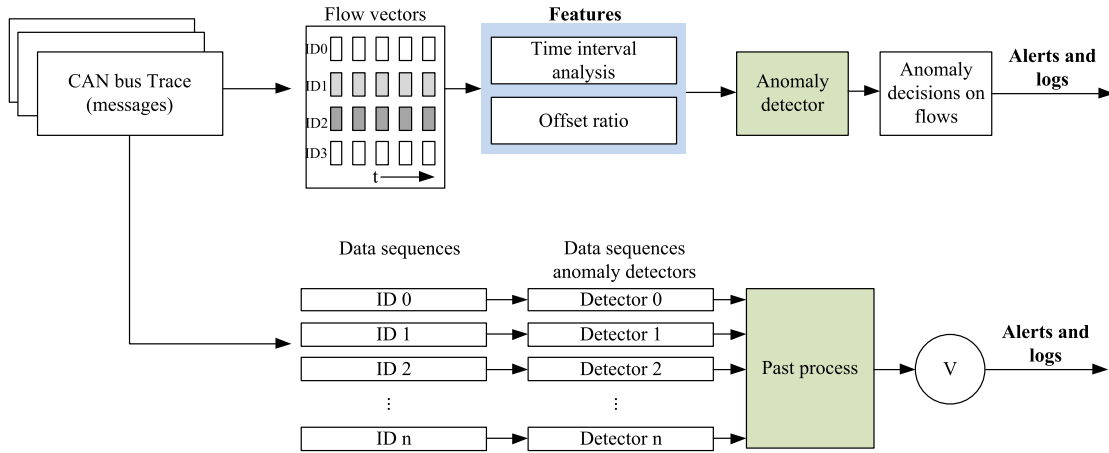 Flow vectors
Features
CAN bus Trace
(messages)
ID0
ID1
ID2
ID3
t
Time interval
analysis
Offset ratio
Anomaly
detector
Anomaly
decisions on
flows
Alerts and
logs
Data sequences
Data sequences
anomaly detectors
ID 0
Detector 0
ID 1
Detector 1
ID 2
Detector 2
⋮
⋮
ID n
Detector n
Past process
V
Alerts and
logs